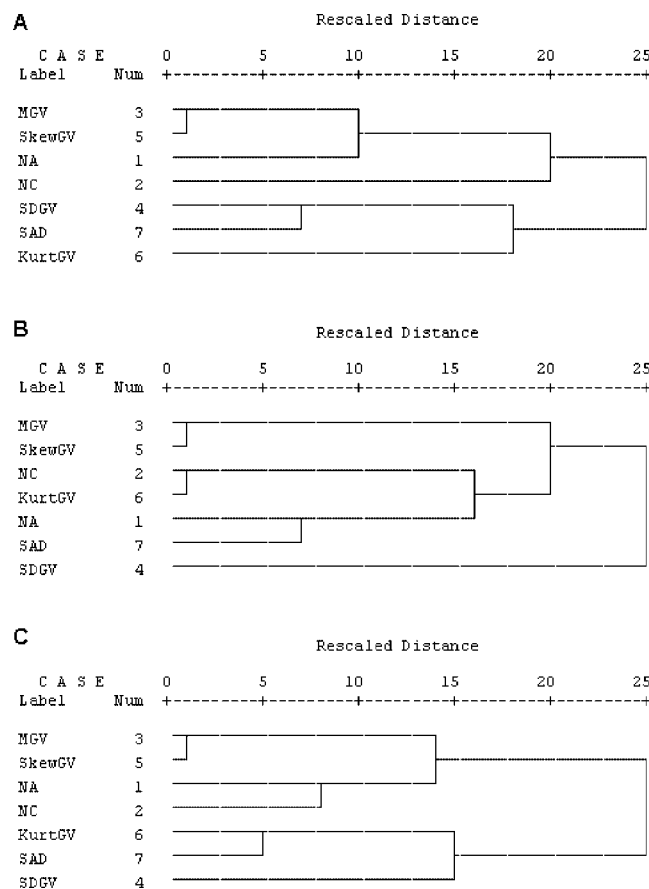 A
Rescaled Distance
C A S E 0 5 10 15 20 25
Label Num +---------+---------+---------+---------+---------+
MGV 3
SkewGV 5
NA 1
NC 2
SDGV 4
SAD 7
KurtGV 6
B
Rescaled Distance
C A S E 0 5 10 15 20 25
Label Num +---------+---------+---------+---------+---------+
MGV 3
SkewGV 5
NC 2
KurtGV 6
NA 1
SAD 7
SDGV 4
C
Rescaled Distance
C A S E 0 5 10 15 20 25
Label Num +---------+---------+---------+---------+---------+
MGV 3
SkewGV 5
NA 1
NC 2
KurtGV 6
SAD 7
SDGV 4